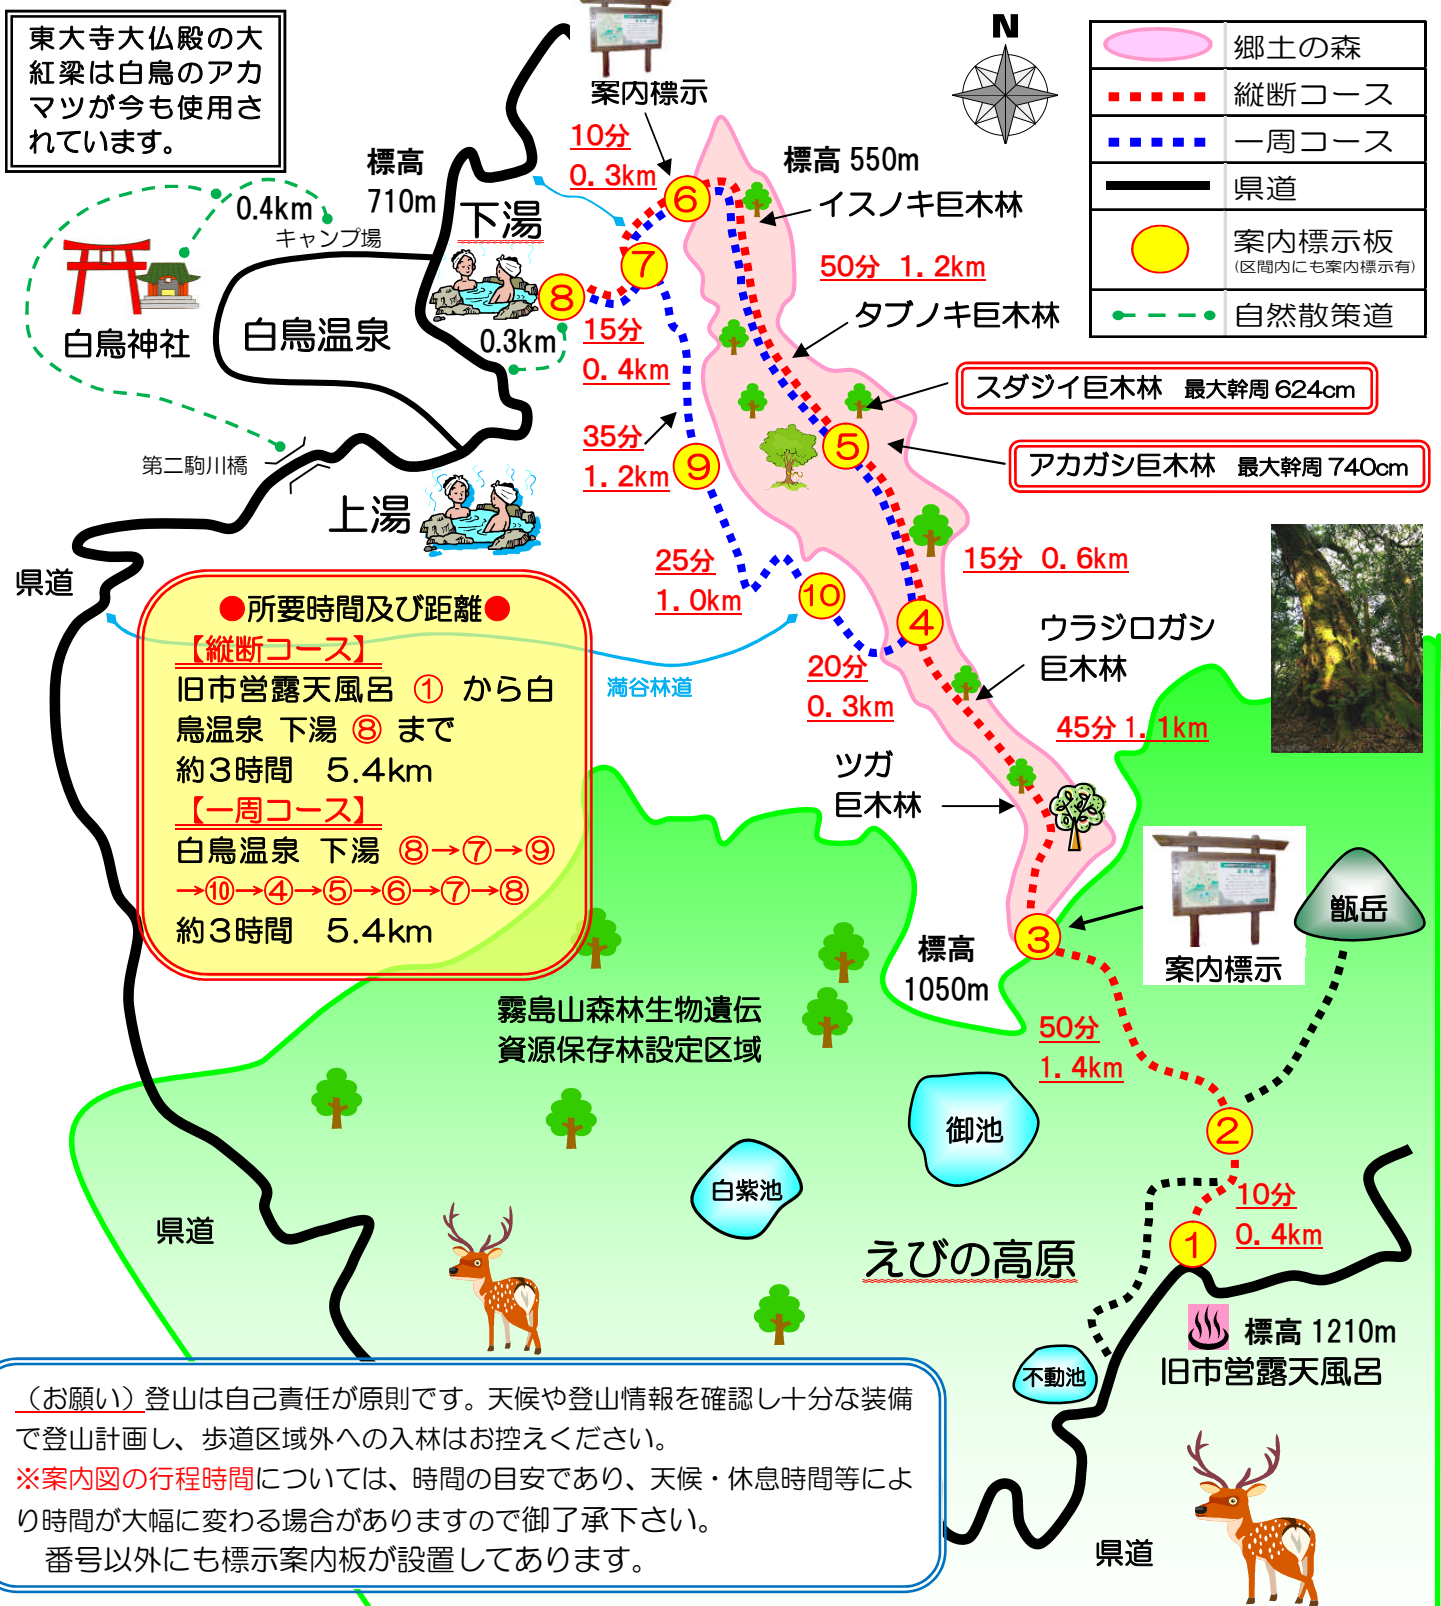 東大寺大仏殿の大
紅梁は白鳥のアカ
マツが今も使用さ
れています。
案内標示
N
郷土の森
縦断コース
一周コース
県道
案内標示板
(区間内にも案内標示有)
自然散策道
10分
0.3km
標高
710m
標高 550m
イスノキ巨木林
0.4km
キャンプ場
下湯
⑥
⑦
⑧
50分 1.2km
白鳥神社
白鳥温泉
0.3km
15分
0.4km
タブノキ巨木林
スダジイ巨木林 最大幹周 624cm
35分
1.2km
⑤
⑨
アカガシ巨木林 最大幹周 740cm
第二駒川橋
上湯
県道
25分
1.0km
⑩
④
15分 0.6km
ウラジロガシ
巨木林
20分
0.3km
満谷林道
45分 1.1km
●所要時間及び距離●
【縦断コース】
旧市営露天風呂 ① から白
鳥温泉 下湯 ⑧ まで
約3時間 5.4km
【一周コース】
白鳥温泉 下湯 ⑧→⑦→⑨
→⑩→④→⑤→⑥→⑦→⑧
約3時間 5.4km
ツガ
巨木林
③
案内標示
甑岳
標高
1050m
霧島山森林生物遺伝
資源保存林設定区域
50分
1.4km
御池
②
白紫池
県道
10分
0.4km
①
えびの高原
標高 1210m
旧市営露天風呂
不動池
(お願い)登山は自己責任が原則です。天候や登山情報を確認し十分な装備
で登山計画し、歩道区域外への入林はお控えください。
※案内図の行程時間については、時間の目安であり、天候・休息時間等によ
り時間が大幅に変わる場合がありますので御了承下さい。
番号以外にも標示案内板が設置してあります。
県道